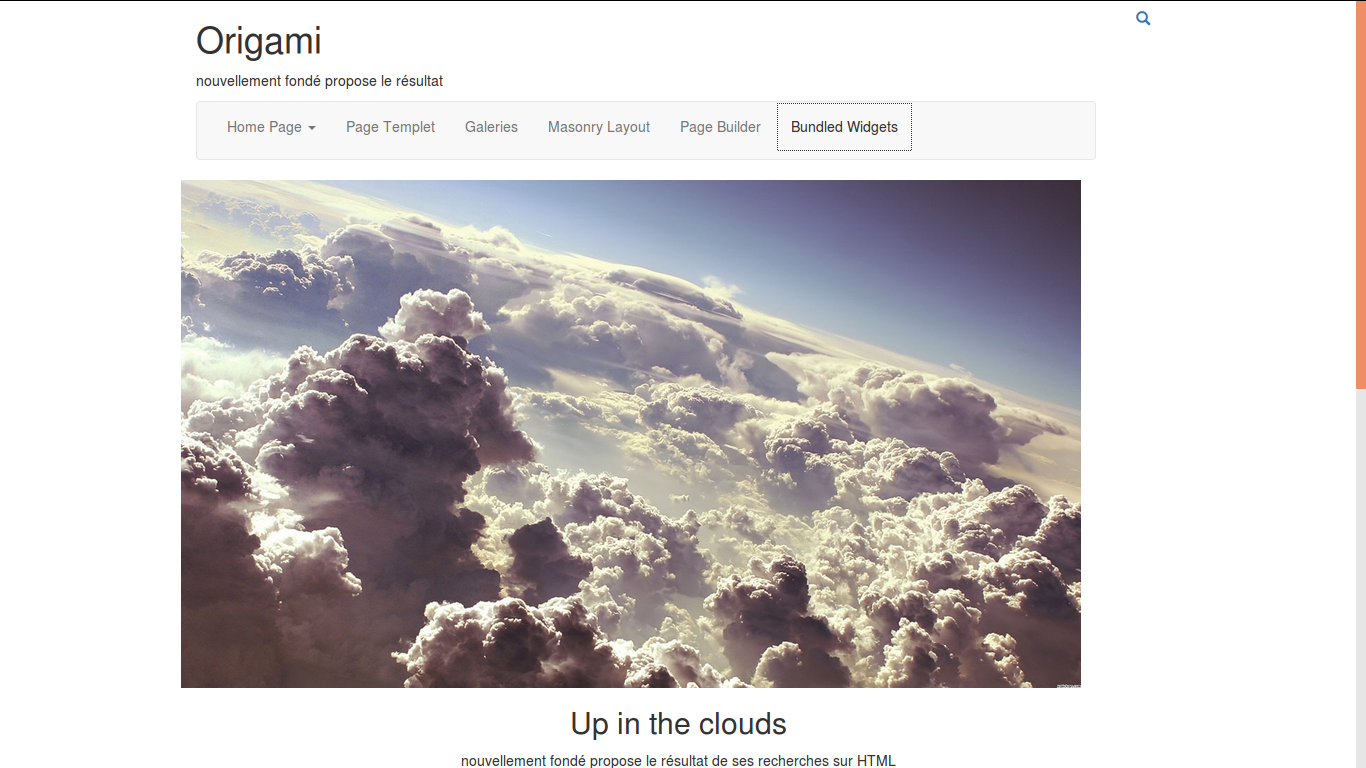 Origami
nouvellement fondé propose le résultat
Home Page Page Templet Galeries Masonry Layout Page Builder Bundled Widgets
Up in the clouds
nouvellement fondé propose le résultat de ses recherches sur HTML